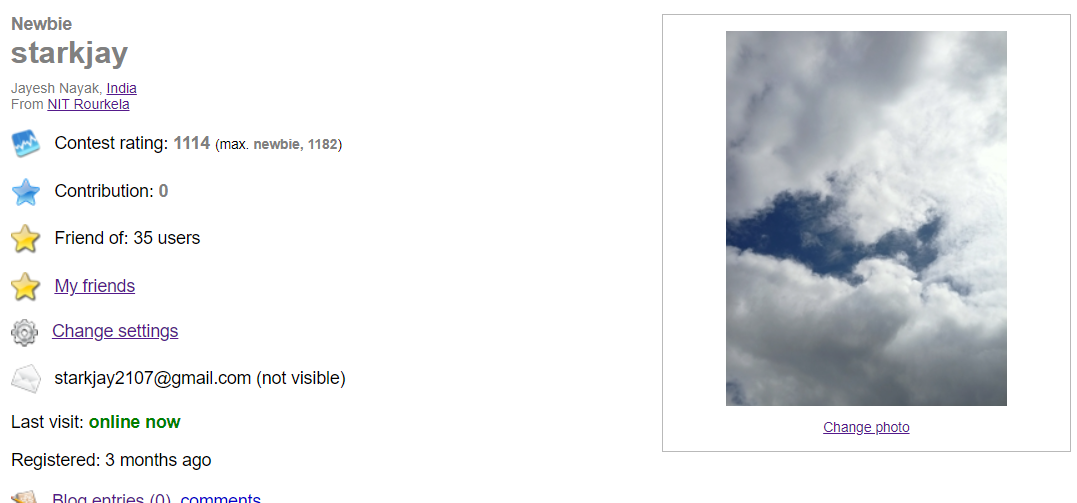 Newbie
starkjay
Jayesh Nayak, India
From NIT Rourkela
Contest rating: 1114 (max. newbie, 1182)
Contribution: 0
Friend of: 35 users
My friends
Change settings
starkjay2107@gmail.com (not visible)
Last visit: online now
Registered: 3 months ago
Blog entries (0), comments
Change photo